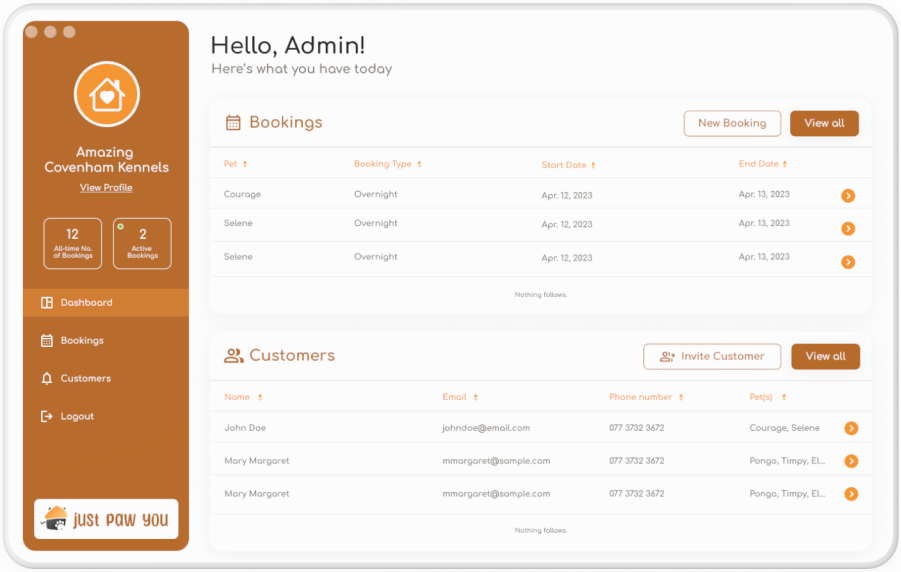 Amazing
Covenham Kennels
View Profile
12
All-time No.
of Bookings
2
Active
Bookings
Dashboard
Bookings
Customers
Logout
just paw you
Hello, Admin!
Here's what you have today
Bookings
New Booking
View all
Pet Booking Type Start Date End Date
Courage Overnight Apr. 12, 2023 Apr. 13, 2023
Selene Overnight Apr. 12, 2023 Apr. 13, 2023
Selene Overnight Apr. 12, 2023 Apr. 13, 2023
Nothing follows.
Customers
Invite Customer
View all
Name Email Phone number Pet(s)
John Doe johndoe@email.com 077 3732 3672 Courage, Selene
Mary Margaret mmargaret@sample.com 077 3732 3672 Pongo, Timpy, El...
Mary Margaret mmargaret@sample.com 077 3732 3672 Pongo, Timpy, El...
Nothing follows.